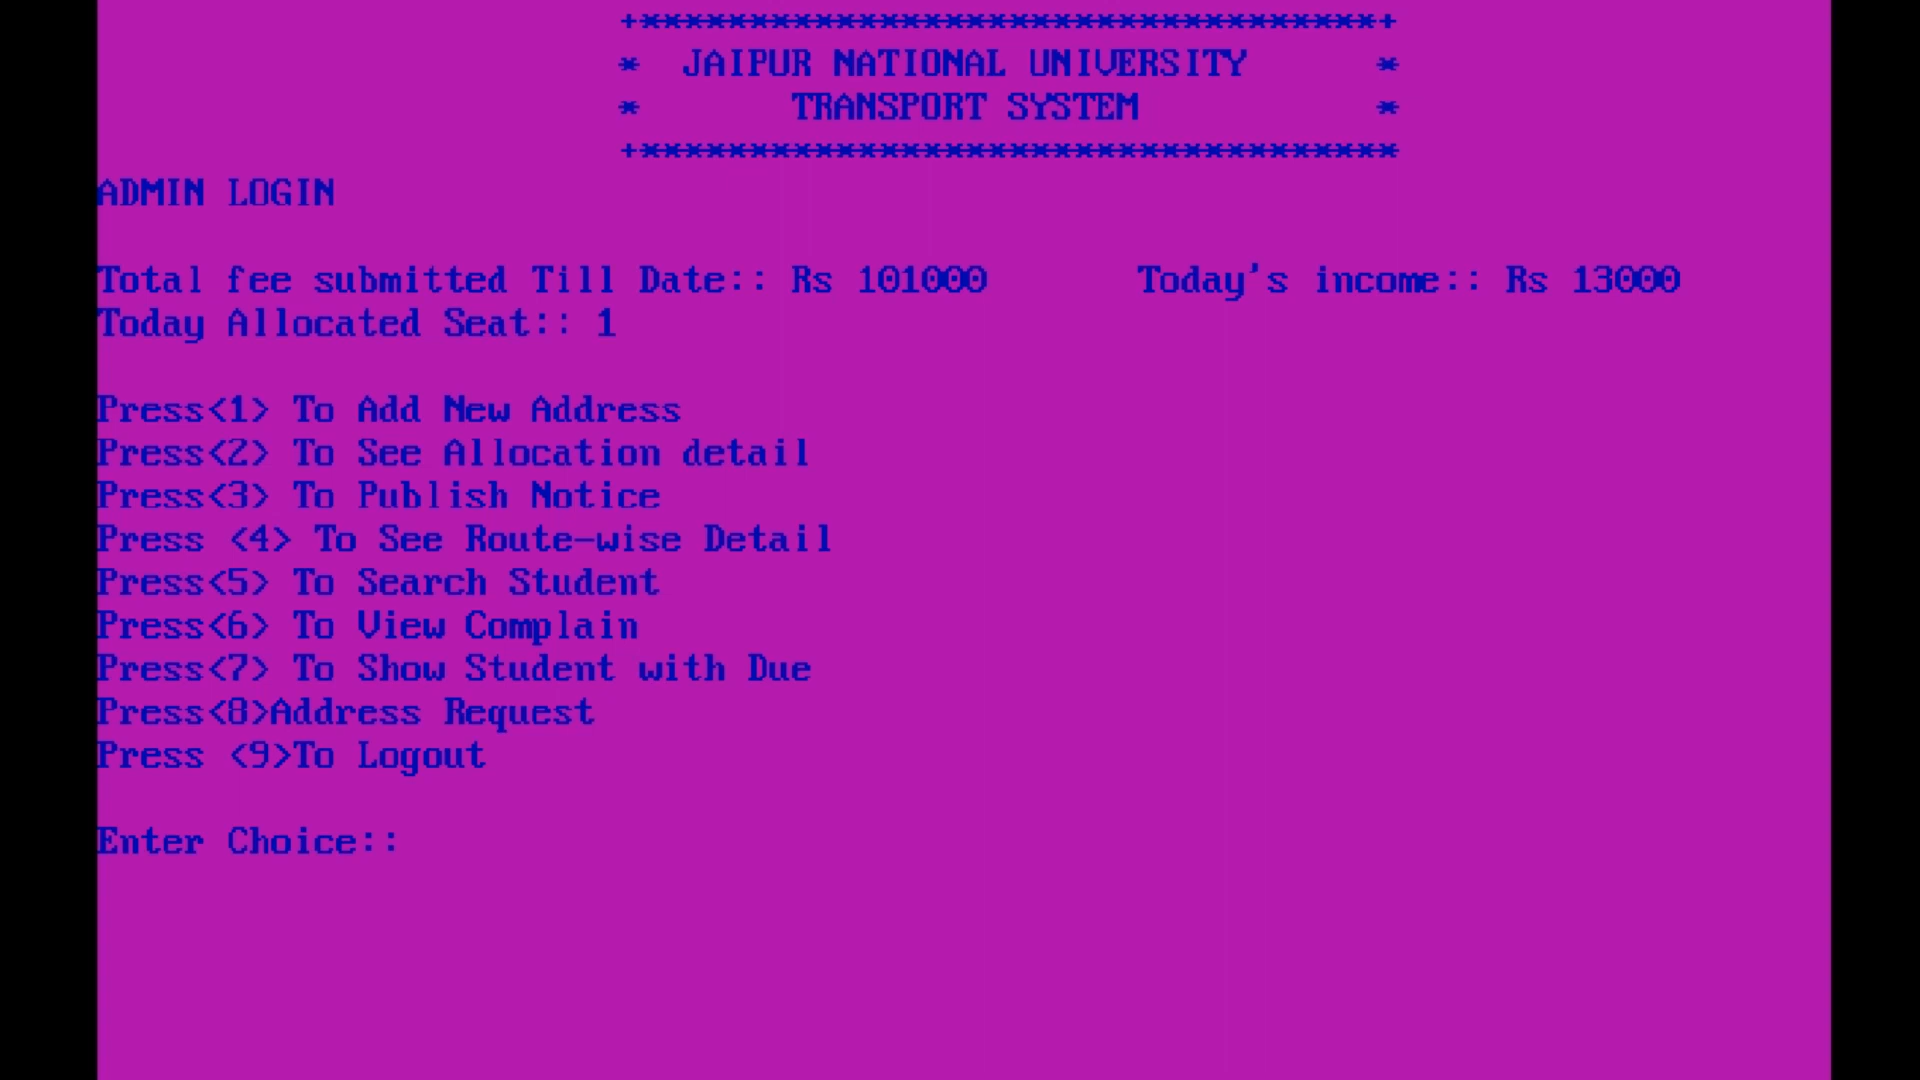 +**********************************+
* JAIPUR NATIONAL UNIVERSITY *
* TRANSPORT SYSTEM *
+***********************************
ADMIN LOGIN
Total fee submitted Till Date:: Rs 101000 Today's income:: Rs 13000
Today Allocated Seat:: 1
Press<1> To Add New Address
Press<2> To See Allocation detail
Press<3> To Publish Notice
Press <4> To See Route-wise Detail
Press<5> To Search Student
Press<6> To View Complain
Press<7> To Show Student with Due
Press<8>Address Request
Press <9>To Logout
Enter Choice::